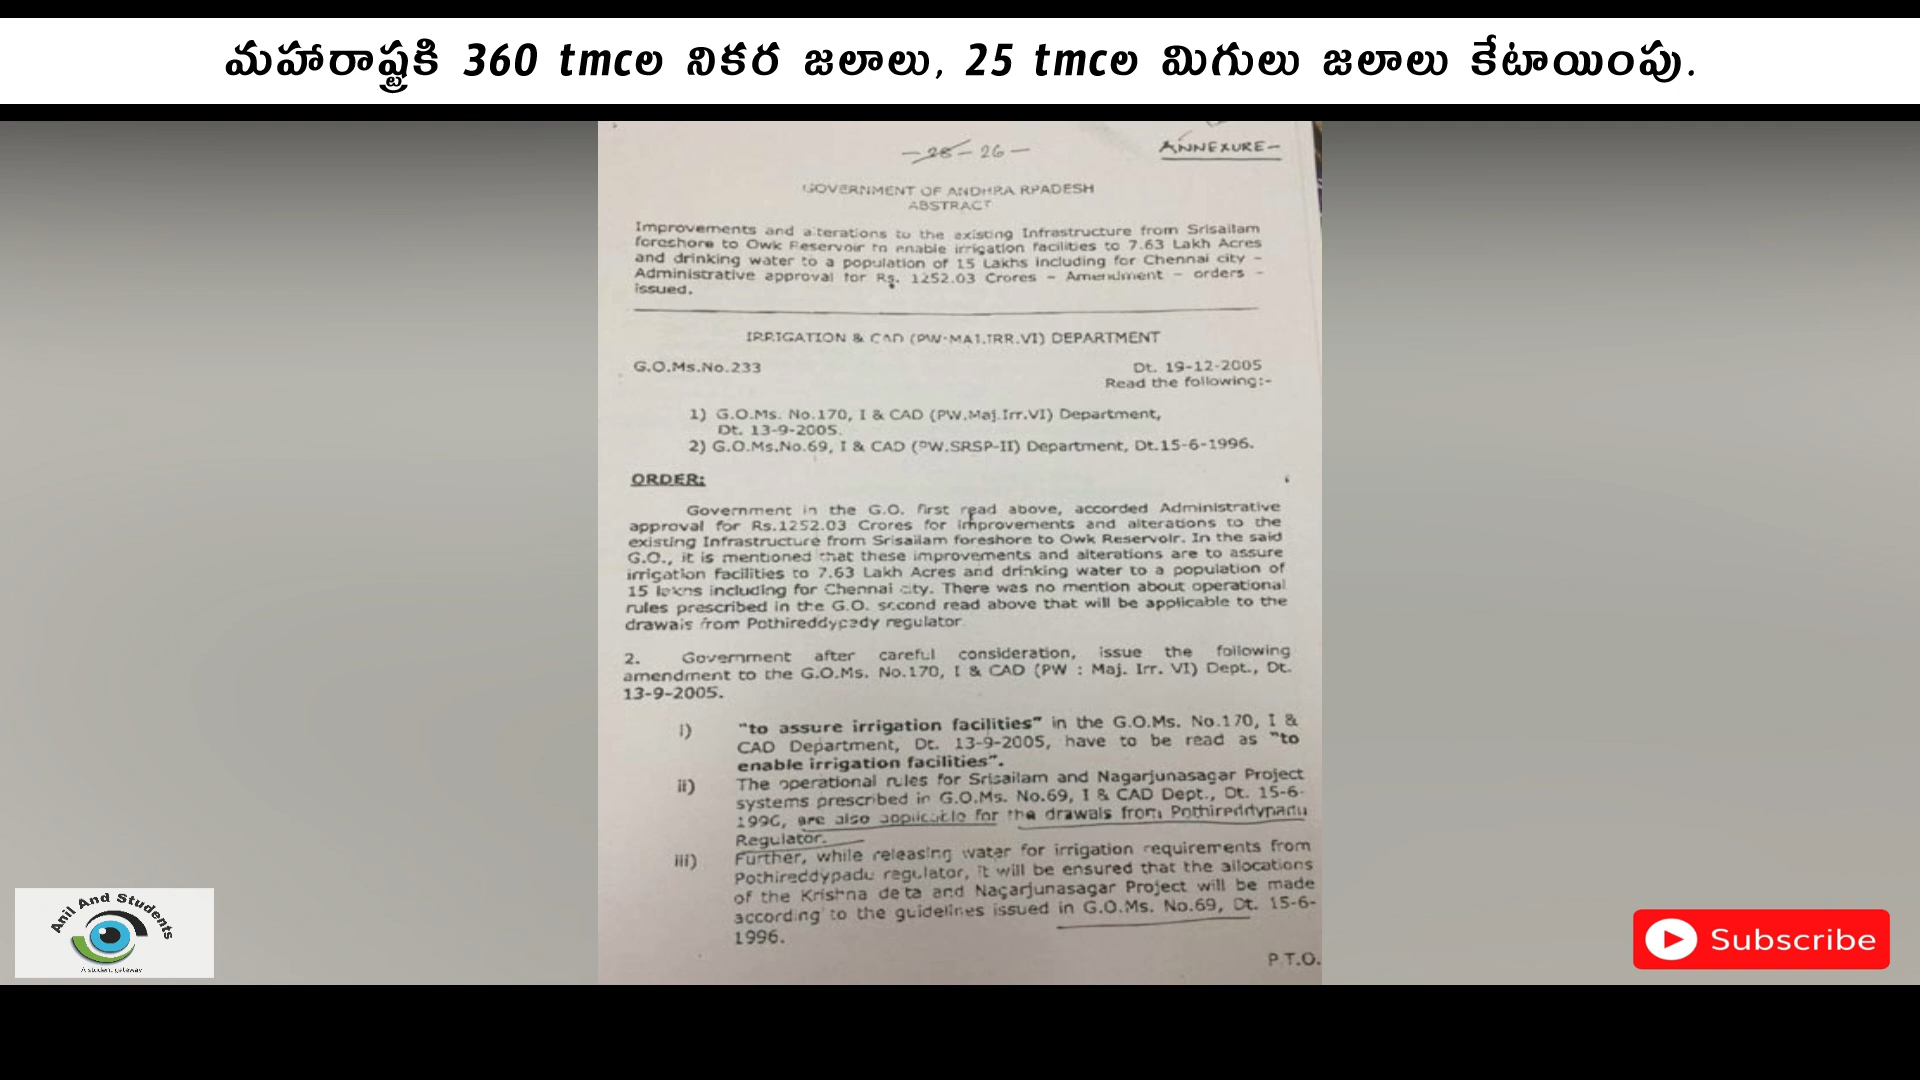 మహారాష్ట్రకి 360 tmcల నికర జలాలు, 25 tmcల మిగులు జలాలు కేటాయింపు.
-28- 26 -
ANNEXURE-
GOVERNMENT OF ANDHRA RPADESH
ABSTRACT
Improvements and alterations to the existing Infrastructure from Srisailam
foreshore to Owk Reservoir to enable irrigation facilities to 7.63 Lakh Acres
and drinking water to a population of 15 Lakhs including for Chennai city –
Administrative approval for Rs. 1252.03 Crores – Amendment – orders –
issued.
IRRIGATION & CAD (PW-MAJ.IRR.VI) DEPARTMENT
G.O.Ms.No.233
Dt. 19-12-2005
Read the following:-
1) G.O.Ms. No.170, I & CAD (PW.Maj.Irr.VI) Department,
Dt. 13-9-2005.
2) G.O.Ms.No.69, I & CAD (PW.SRSP-II) Department, Dt.15-6-1996.
ORDER:
Government in the G.O. first read above, accorded Administrative
approval for Rs.1252.03 Crores for improvements and alterations to the
existing Infrastructure from Srisailam foreshore to Owk Reservoir. In the said
G.O., it is mentioned that these improvements and alterations are to assure
irrigation facilities to 7.63 Lakh Acres and drinking water to a population of
15 lakhs including for Chennai city. There was no mention about operational
rules prescribed in the G.O. second read above that will be applicable to the
drawals from Pothireddypady regulator
2. Government after careful consideration, issue the following
amendment to the G.O.Ms. No.170, I & CAD (PW : Maj. Irr. VI) Dept., Dt.
13-9-2005.
i) "to assure irrigation facilities" in the G.O.Ms. No.170, I &
CAD Department, Dt. 13-9-2005, have to be read as "to
enable irrigation facilities".
ii) The operational rules for Srisailam and Nagarjunasagar Project
systems prescribed in G.O.Ms. No.69, I & CAD Dept., Dt. 15-6-
1996, are also applicable for the drawals from Pothireddypadu
Regulator.
iii) Further, while releasing water for irrigation requirements from
Pothireddypadu regulator, it will be ensured that the allocations
of the Krishna delta and Nagarjunasagar Project will be made
according to the guidelines issued in G.O.Ms. No.69, Dt. 15-6-
1996.
P.T.O.
Anil And Students
A student gateway
Subscribe